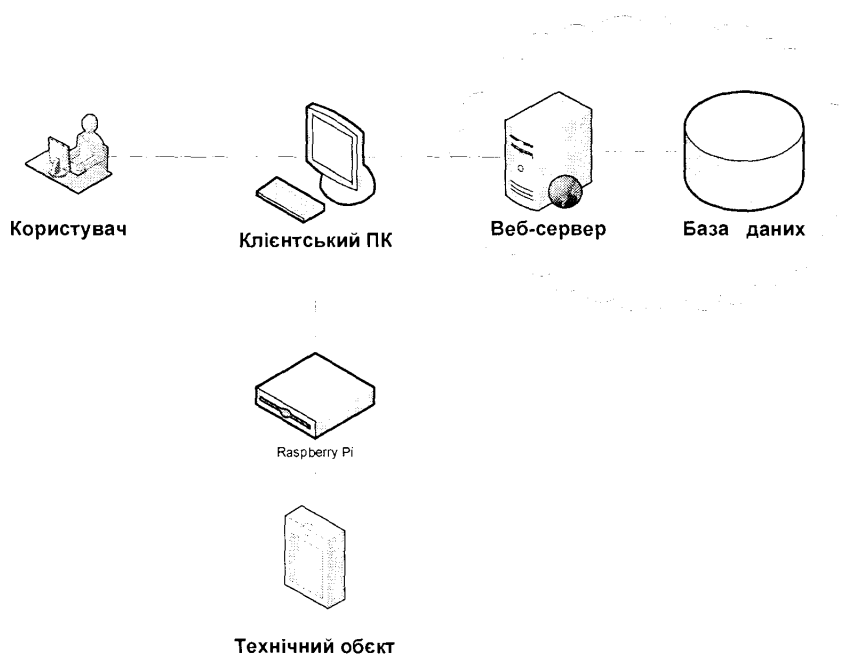 Користувач
Клієнтський ПК
Веб-сервер
База даних
Raspberry Pi
Технічний обєкт